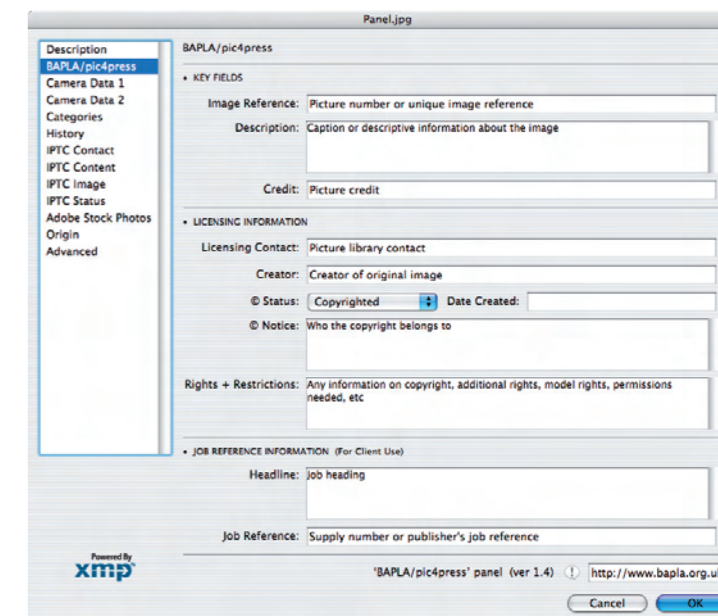 Panel.jpg
Description
BAPLA/pic4press
Camera Data 1
Camera Data 2
Categories
History
IPTC Contact
IPTC Content
IPTC Image
IPTC Status
Adobe Stock Photos
Origin
Advanced
BAPLA/pic4press
• KEY FIELDS
Image Reference: Picture number or unique image reference
Description: Caption or descriptive information about the image
Credit: Picture credit
• LICENSING INFORMATION
Licensing Contact: Picture library contact
Creator: Creator of original image
© Status: Copyrighted Date Created:
© Notice: Who the copyright belongs to
Rights + Restrictions: Any information on copyright, additional rights, model rights, permissions
needed, etc
• JOB REFERENCE INFORMATION (For Client Use)
Headline: Job heading
Job Reference: Supply number or publisher's job reference
Powered By
xmp
'BAPLA/pic4press' panel (ver 1.4) ! http://www.bapla.org.u
Cancel OK